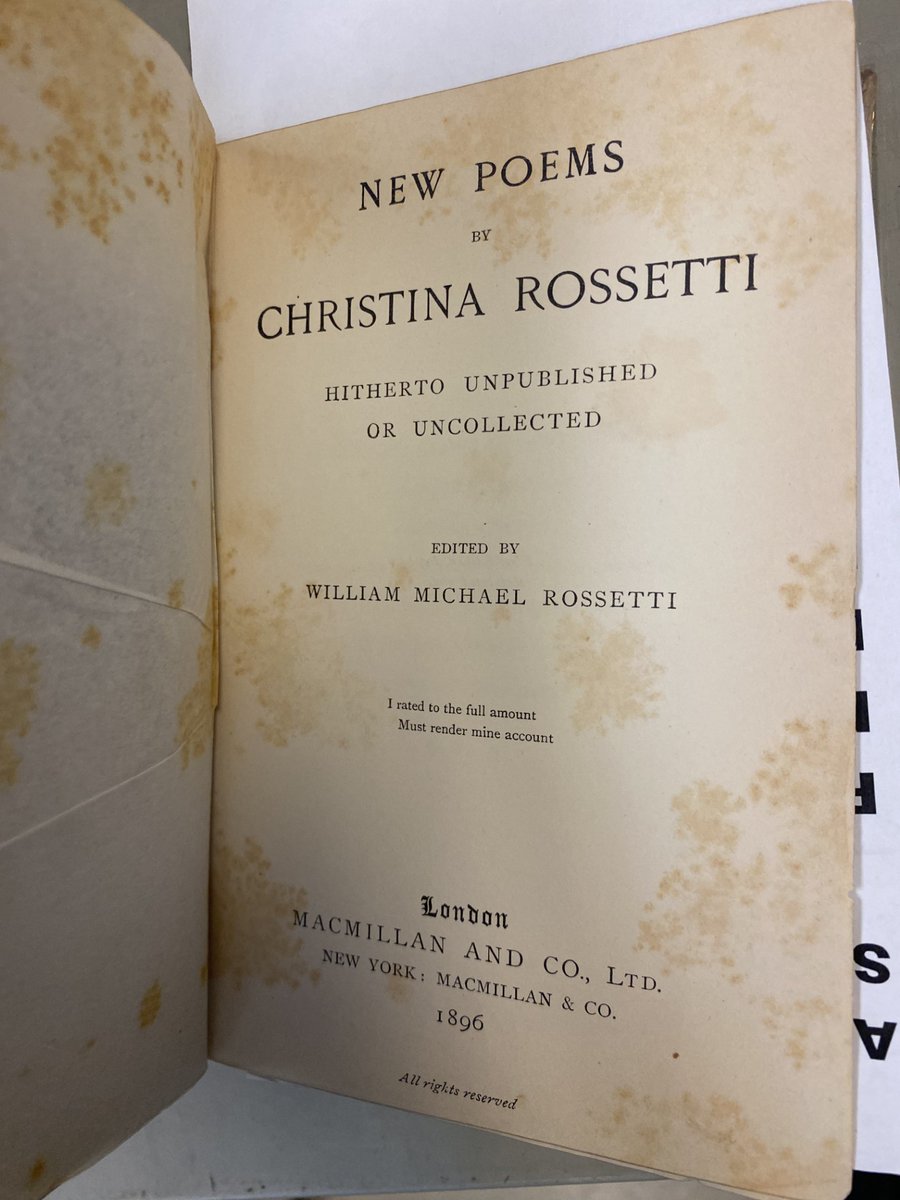 NEW POEMS
BY
CHRISTINA ROSSETTI
HITHERTO UNPUBLISHED
OR UNCOLLECTED
EDITED BY
WILLIAM MICHAEL ROSSETTI
I rated to the full amount
Must render mine account
London
MACMILLAN AND CO., LTD.
NEW YORK: MACMILLAN & CO.
1896
All rights reserved